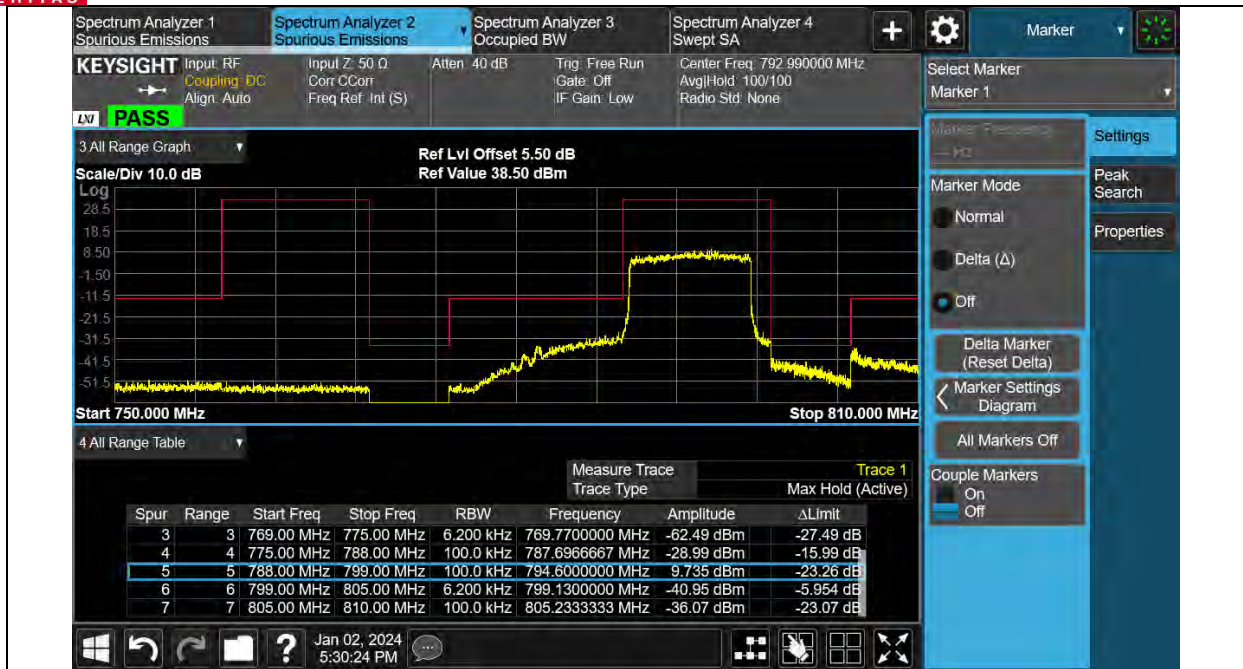 Spectrum Analyzer 1
Spurious Emissions
Spectrum Analyzer 2
Spurious Emissions
Spectrum Analyzer 3
Occupied BW
Spectrum Analyzer 4
Swept SA
+
Marker
KEYSIGHT
Input: RF
Coupling: DC
Align: Auto
Input Z: 50 Ω
Corr CCorr
Freq Ref: Int (S)
Atten: 40 dB
Trig: Free Run
Gate: Off
IF Gain: Low
Center Freq: 792.990000 MHz
Avg|Hold: 100/100
Radio Std: None
LXI
PASS
Select Marker
Marker 1
3 All Range Graph
Scale/Div 10.0 dB
Ref Lvl Offset 5.50 dB
Ref Value 38.50 dBm
Log
28.5
18.5
8.50
-1.50
-11.5
-21.5
-31.5
-41.5
-51.5
Start 750.000 MHz
Stop 810.000 MHz
Marker Frequency
--- Hz
Marker Mode
Normal
Delta (Δ)
Off
Delta Marker
(Reset Delta)
Marker Settings
Diagram
All Markers Off
Couple Markers
On
Off
Settings
Peak
Search
Properties
4 All Range Table
Measure Trace Trace 1
Trace Type Max Hold (Active)
Spur Range Start Freq Stop Freq RBW Frequency Amplitude ΔLimit
3 3 769.00 MHz 775.00 MHz 6.200 kHz 769.7700000 MHz -62.49 dBm -27.49 dB
4 4 775.00 MHz 788.00 MHz 100.0 kHz 787.6966667 MHz -28.99 dBm -15.99 dB
5 5 788.00 MHz 799.00 MHz 100.0 kHz 794.6000000 MHz 9.735 dBm -23.26 dB
6 6 799.00 MHz 805.00 MHz 6.200 kHz 799.1300000 MHz -40.95 dBm -5.954 dB
7 7 805.00 MHz 810.00 MHz 100.0 kHz 805.2333333 MHz -36.07 dBm -23.07 dB
?
Jan 02, 2024
5:30:24 PM